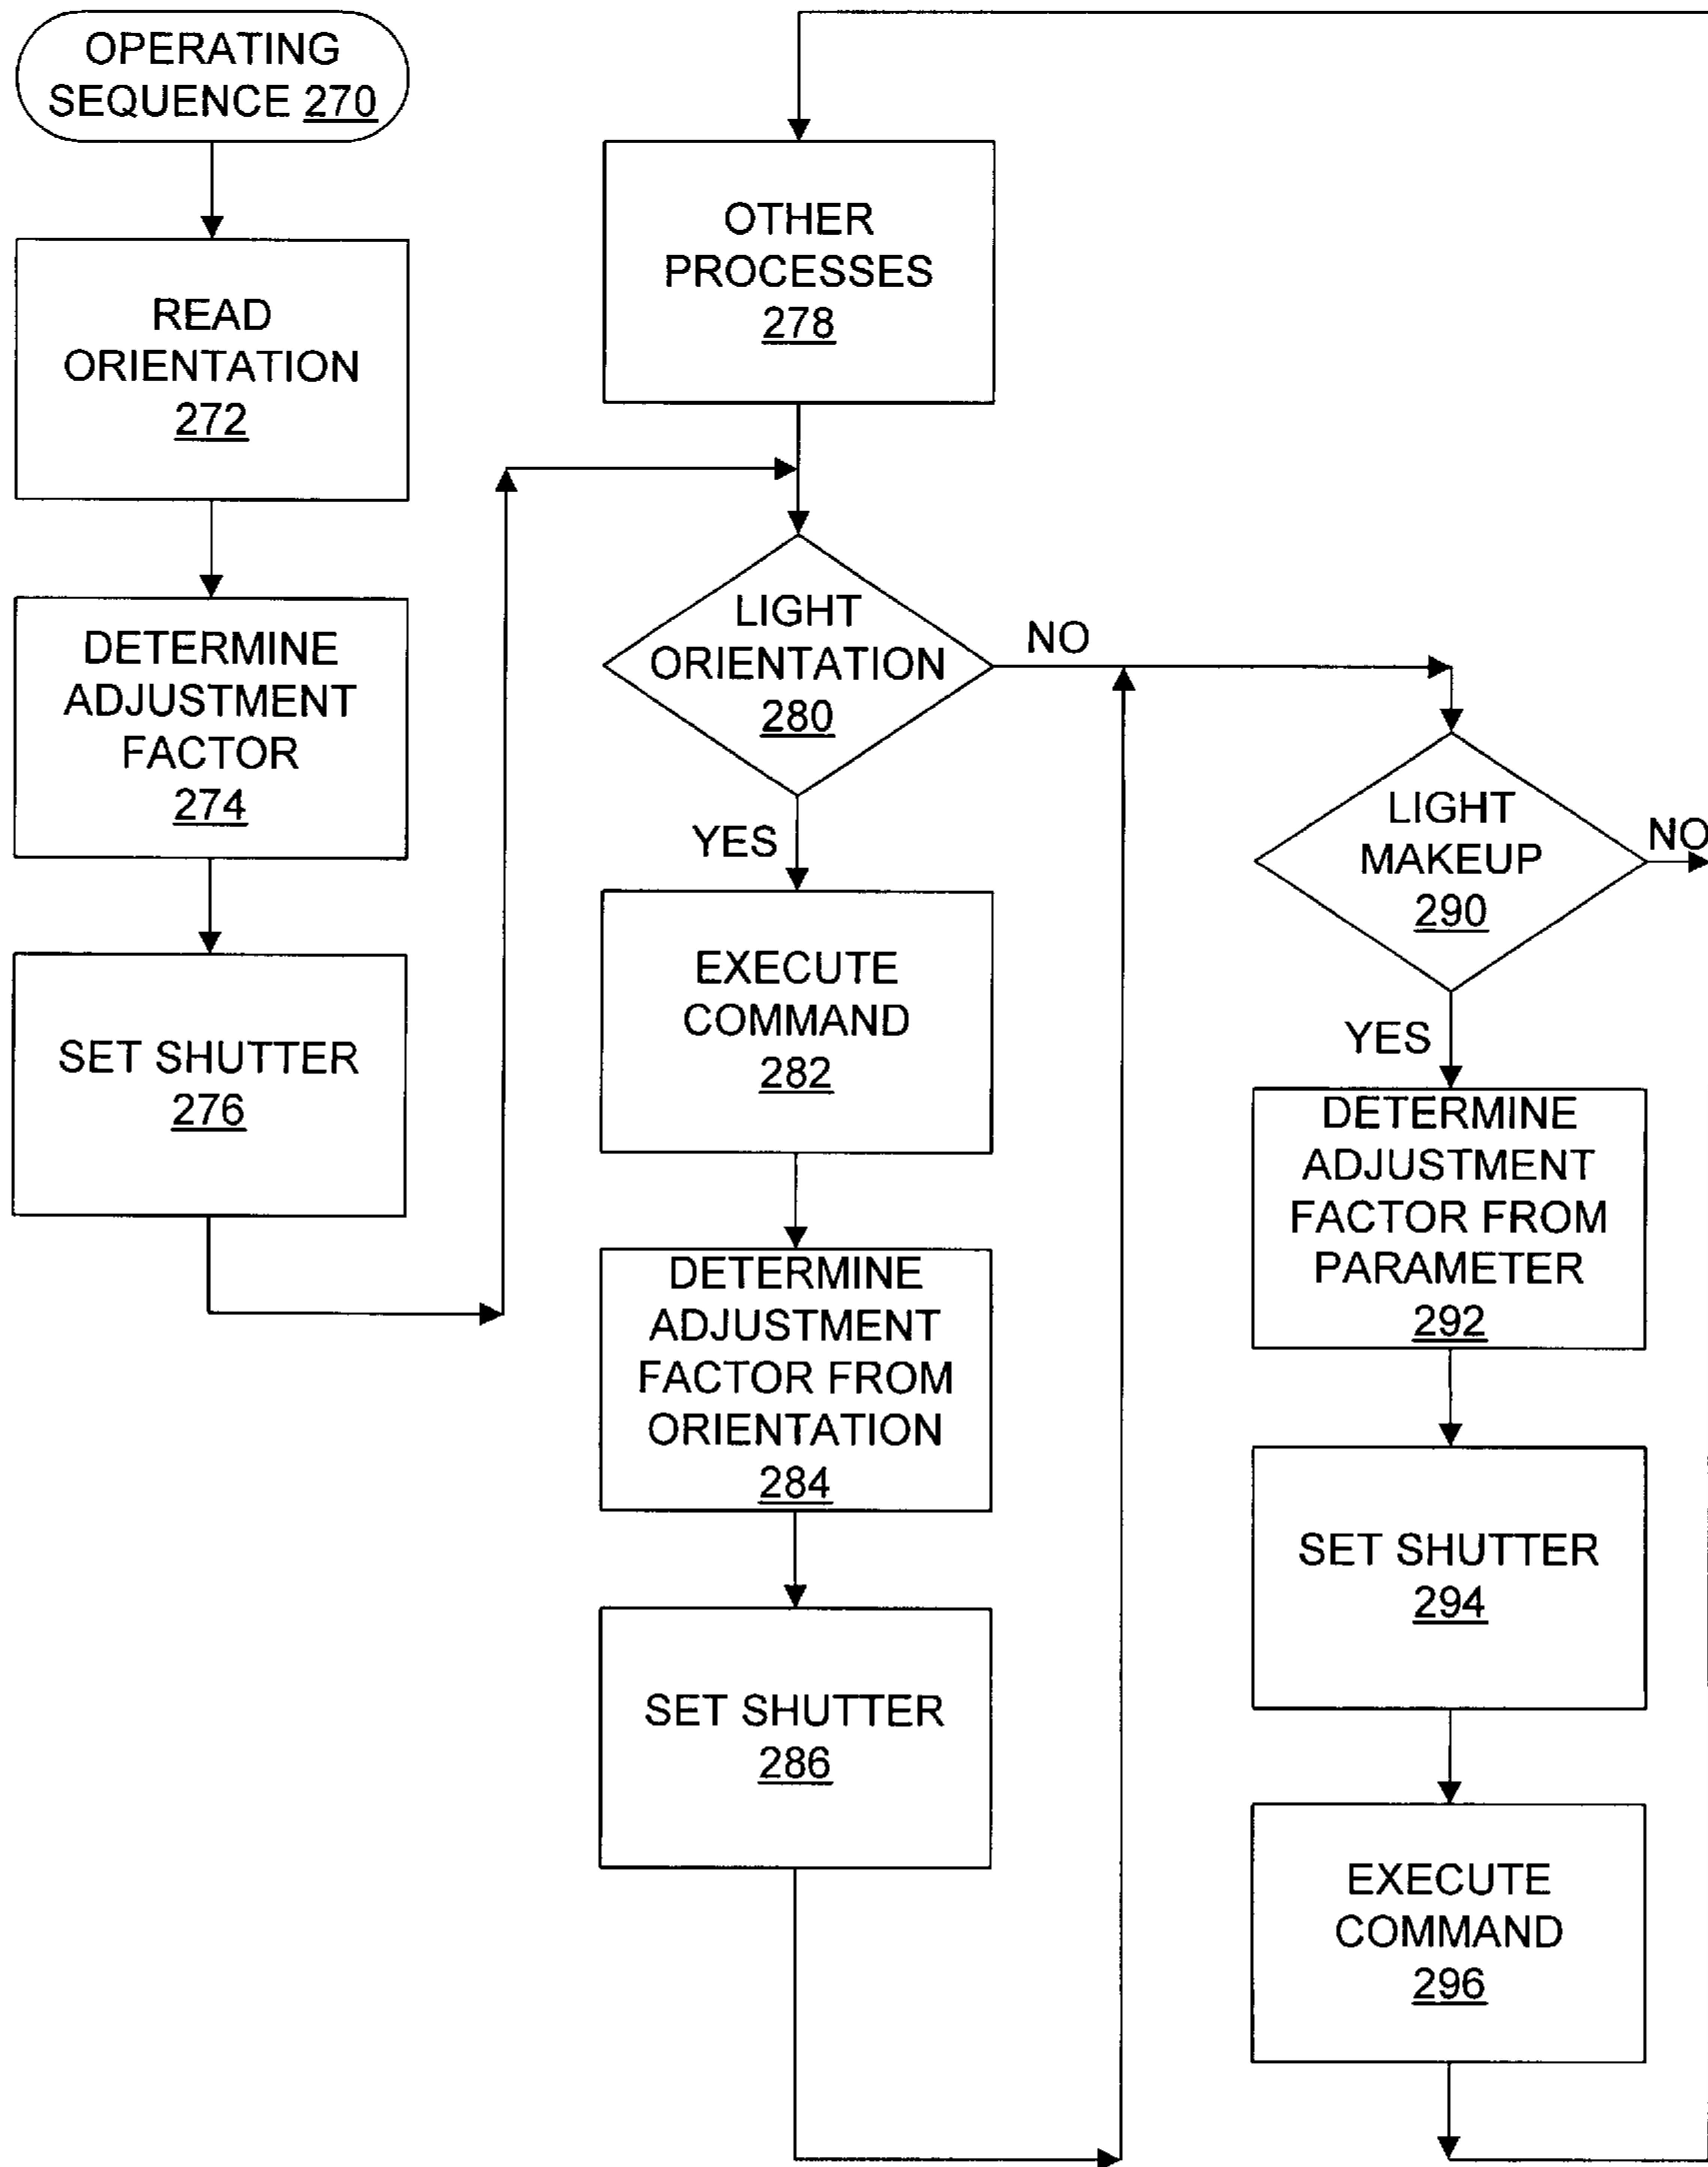 OPERATING
SEQUENCE 270
READ
ORIENTATION
272
DETERMINE
ADJUSTMENT
FACTOR
274
SET SHUTTER
276
OTHER
PROCESSES
278
LIGHT
ORIENTATION
280
NO
YES
EXECUTE
COMMAND
282
DETERMINE
ADJUSTMENT
FACTOR FROM
ORIENTATION
284
SET SHUTTER
286
LIGHT
MAKEUP
290
NO
YES
DETERMINE
ADJUSTMENT
FACTOR FROM
PARAMETER
292
SET SHUTTER
294
EXECUTE
COMMAND
296